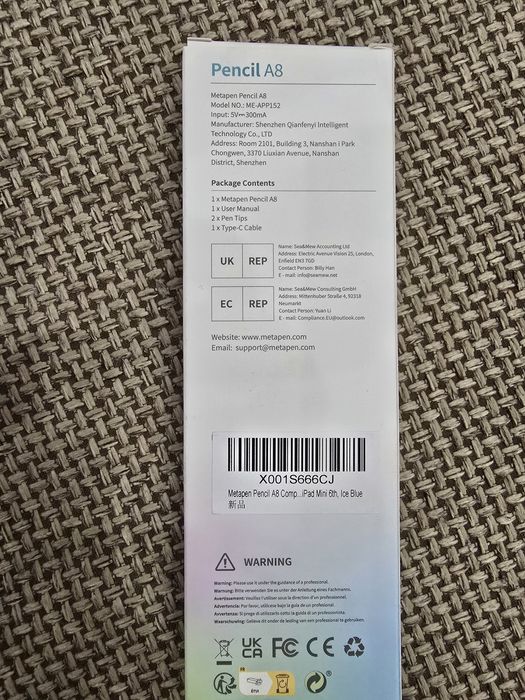 Pencil A8
Metapen Pencil A8
Model NO.: ME-APP152
Input: 5V⎓300mA
Manufacturer: Shenzhen Qianfenyi Intelligent
Technology Co., LTD
Address: Room 2101, Building 3, Nanshan i Park
Chongwen, 3370 Liuxian Avenue, Nanshan
District, Shenzhen
Package Contents
1 x Metapen Pencil A8
1 x User Manual
2 x Pen Tips
1 x Type-C Cable
UK REP
Name: Sea&Mew Accounting Ltd
Address: Electric Avenue Vision 25, London,
Enfield EN3 7GD
Contact Person: Billy Han
E - mail: info@seamew.net
EC REP
Name: Sea&Mew Consulting GmbH
Address: Mittenhuber Straße 4, 92318
Neumarkt
Contact Person: Yuan Li
E - mail: Compliance.EU@outlook.com
Website: www.metapen.com
Email: support@metapen.com
X001S666CJ
Metapen Pencil A8 Comp...iPad Mini 6th, Ice Blue
新品
WARNING
Warning: Please use it under the guidance of a professional.
Warnung: Bitte verwenden Sie es unter der Anleitung eines Fachmanns.
Avertissement: Veuillez l'utiliser sous la direction d'un professionnel.
Advertencia: Por favor, utilícese bajo la guía de un profesional.
Avvertenza: Si prega di utilizzarlo sotto la guida di un professionista.
Waarschuwing: Gelieve dit onder de leiding van een professional te gebruiken.
UK CA FC CE
FR
ÉTUI